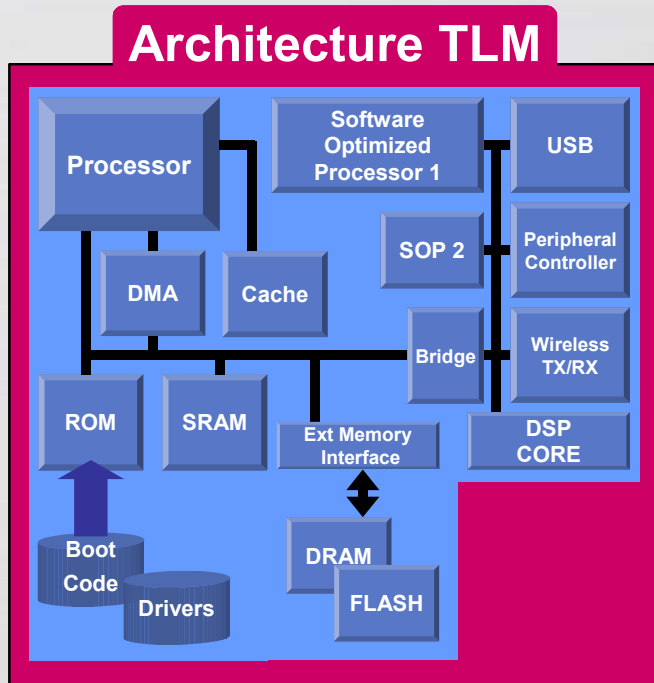 Architecture TLM
Processor
Software
Optimized
Processor 1
USB
SOP 2
Peripheral
Controller
DMA
Cache
Bridge
Wireless
TX/RX
ROM
SRAM
Ext Memory
Interface
DSP
CORE
Boot
Code
Drivers
DRAM
FLASH